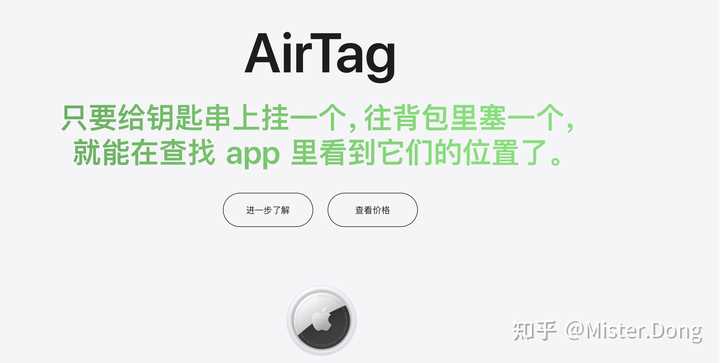 AirTag
只要给钥匙串上挂一个，往背包里塞一个，
就能在查找 app 里看到它们的位置了。
进一步了解
查看价格
知乎 @Mister.Dong